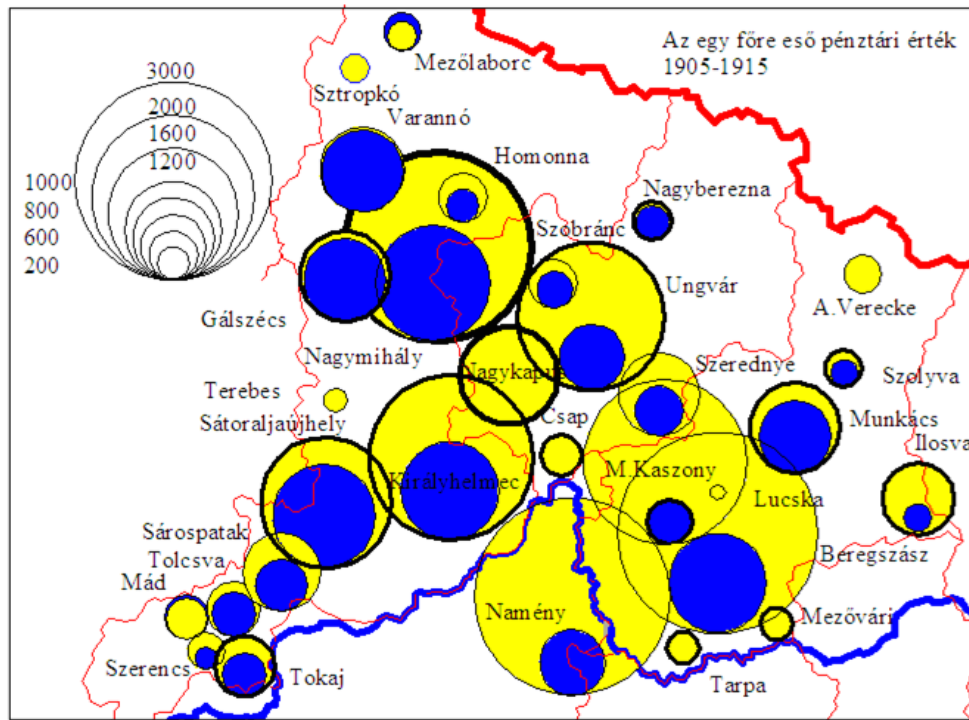 Az egy főre eső pénztári érték
1905-1915
3000
2000
1600
1200
1000
800
600
200
Mezőlaborc
Sztropkó
Varannó
Homonna
Nagyberezna
Szobránc
Ungvár
A.Verecke
Gálszécs
Nagymihály
Nagykapu
Szerednye
Szolyva
Terebes
Sátoraljaújhely
Csap
Munkács
Ilosva
Királyhelmec
M.Kaszony
Lucska
Sárospatak
Tolcsva
Beregszász
Mád
Namény
Mezővári
Szerencs
Tokaj
Tarpa